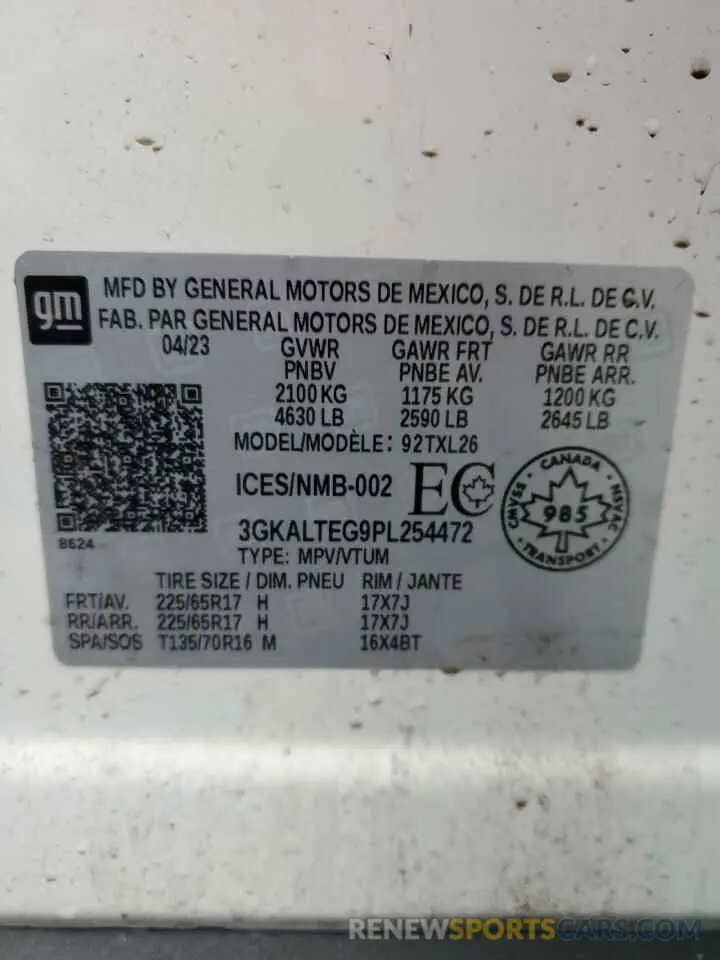 gm
MFD BY GENERAL MOTORS DE MEXICO, S. DE R.L. DE C.V.
FAB. PAR GENERAL MOTORS DE MEXICO, S. DE R.L. DE C.V.
04/23 GVWR GAWR FRT GAWR RR
PNBV PNBE AV. PNBE ARR.
2100 KG 1175 KG 1200 KG
4630 LB 2590 LB 2645 LB
MODEL/MODÈLE: 92TXL26
ICES/NMB-002 EC
CANADA
CMVSS 985 NSVAC
TRANSPORT
3GKALTEG9PL254472
8624
TYPE: MPV/VTUM
TIRE SIZE / DIM. PNEU RIM / JANTE
FRT/AV. 225/65R17 H 17X7J
RR/ARR. 225/65R17 H 17X7J
SPA/SOS T135/70R16 M 16X4BT
RENEWSPORTSCARS.COM